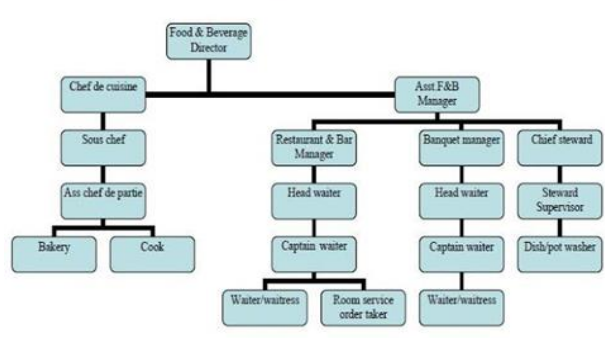 Food & Beverage
Director
Chef de cuisine
Asst.F&B
Manager
Sous chef
Restaurant & Bar
Manager
Banquet manager
Chief steward
Ass chef de partie
Head waiter
Head waiter
Steward
Supervisor
Bakery
Cook
Captain waiter
Captain waiter
Dish/pot washer
Waiter/waitress
Room service
order taker
Waiter/waitress